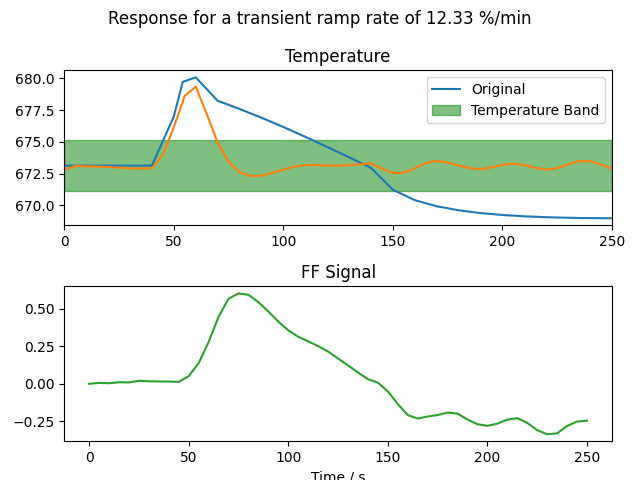 Response for a transient ramp rate of 12.33 %/min
Temperature
680.0
677.5
675.0
672.5
670.0
Original
Temperature Band
0 50 100 150 200 250
FF Signal
0.50
0.25
0.00
−0.25
0 50 100 150 200 250
Time / s